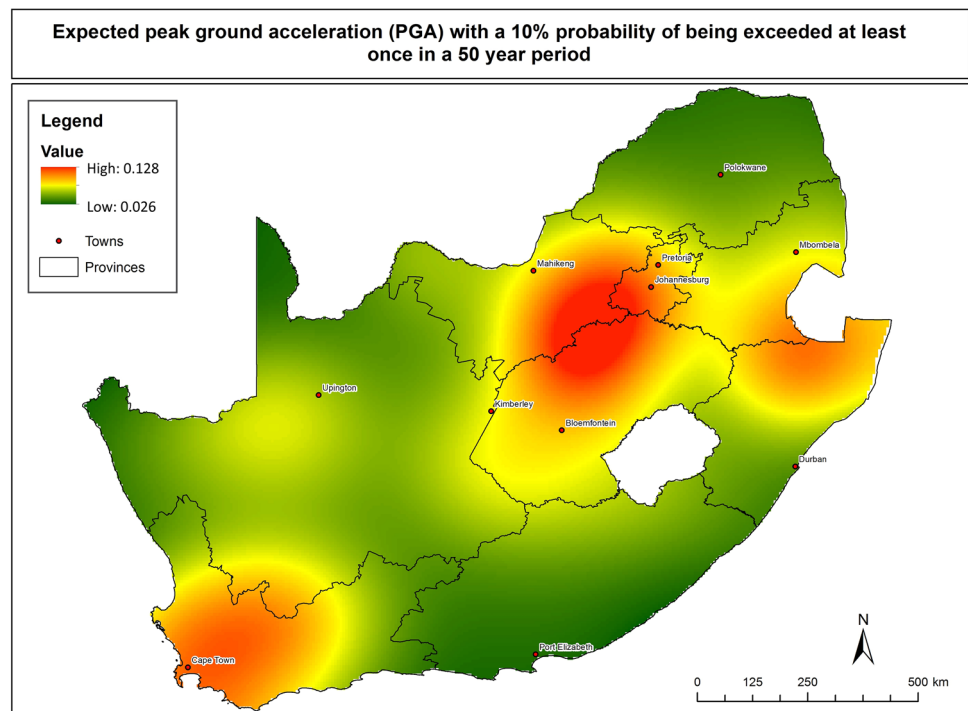 Expected peak ground acceleration (PGA) with a 10% probability of being exceeded at least
once in a 50 year period
Legend
Value
High: 0.128
Low: 0.026
Towns
Provinces
Polokwane
Mbombela
Pretoria
Mahikeng
Johannesburg
Upington
Kimberley
Bloemfontein
Durban
Port Elizabeth
Cape Town
N
0 125 250 500 km